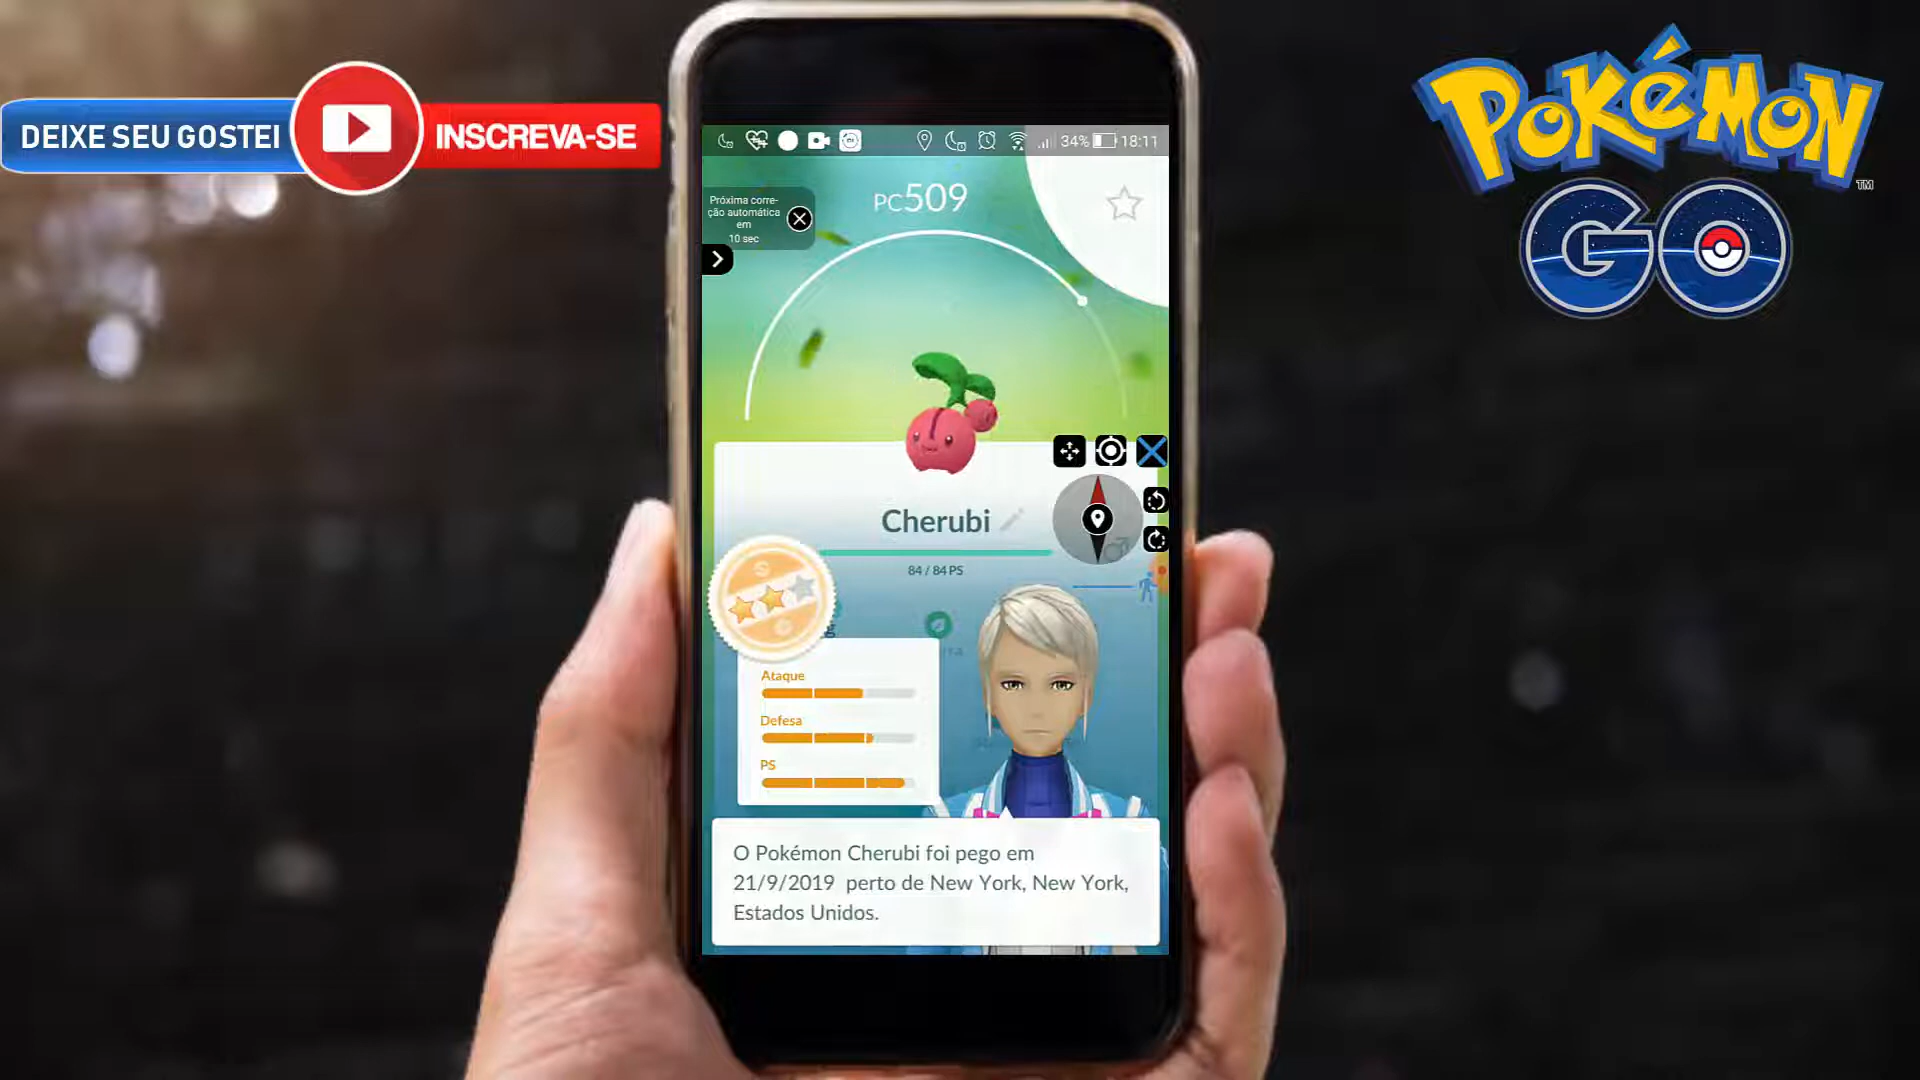 DEIXE SEU GOSTEI
INSCREVA-SE
POKÉMON
TM
GO
34% 18:11
Próxima corre-
ção automática
em
10 sec
PC509
Cherubi
84 / 84 PS
Ataque
Defesa
PS
O Pokémon Cherubi foi pego em
21/9/2019 perto de New York, New York,
Estados Unidos.